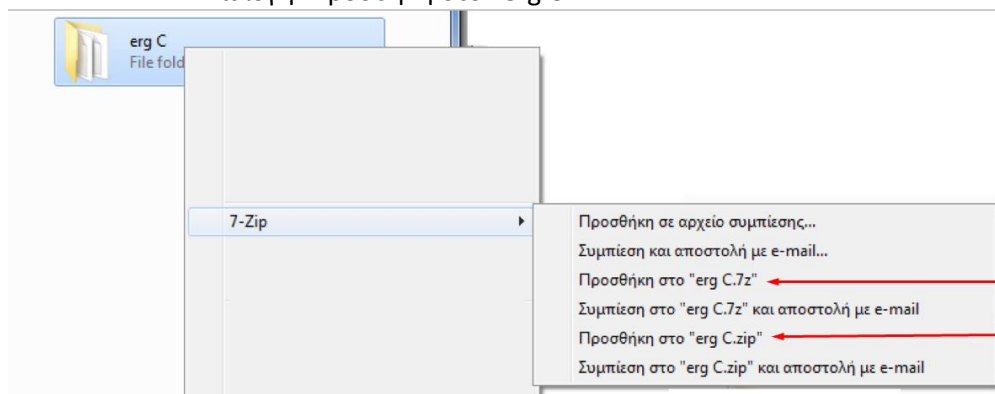 erg C
File fold
7-Zip
Προσθήκη σε αρχείο συμπίεσης...
Συμπίεση και αποστολή με e-mail...
Προσθήκη στο "erg C.7z"
Συμπίεση στο "erg C.7z" και αποστολή με e-mail
Προσθήκη στο "erg C.zip"
Συμπίεση στο "erg C.zip" και αποστολή με e-mail